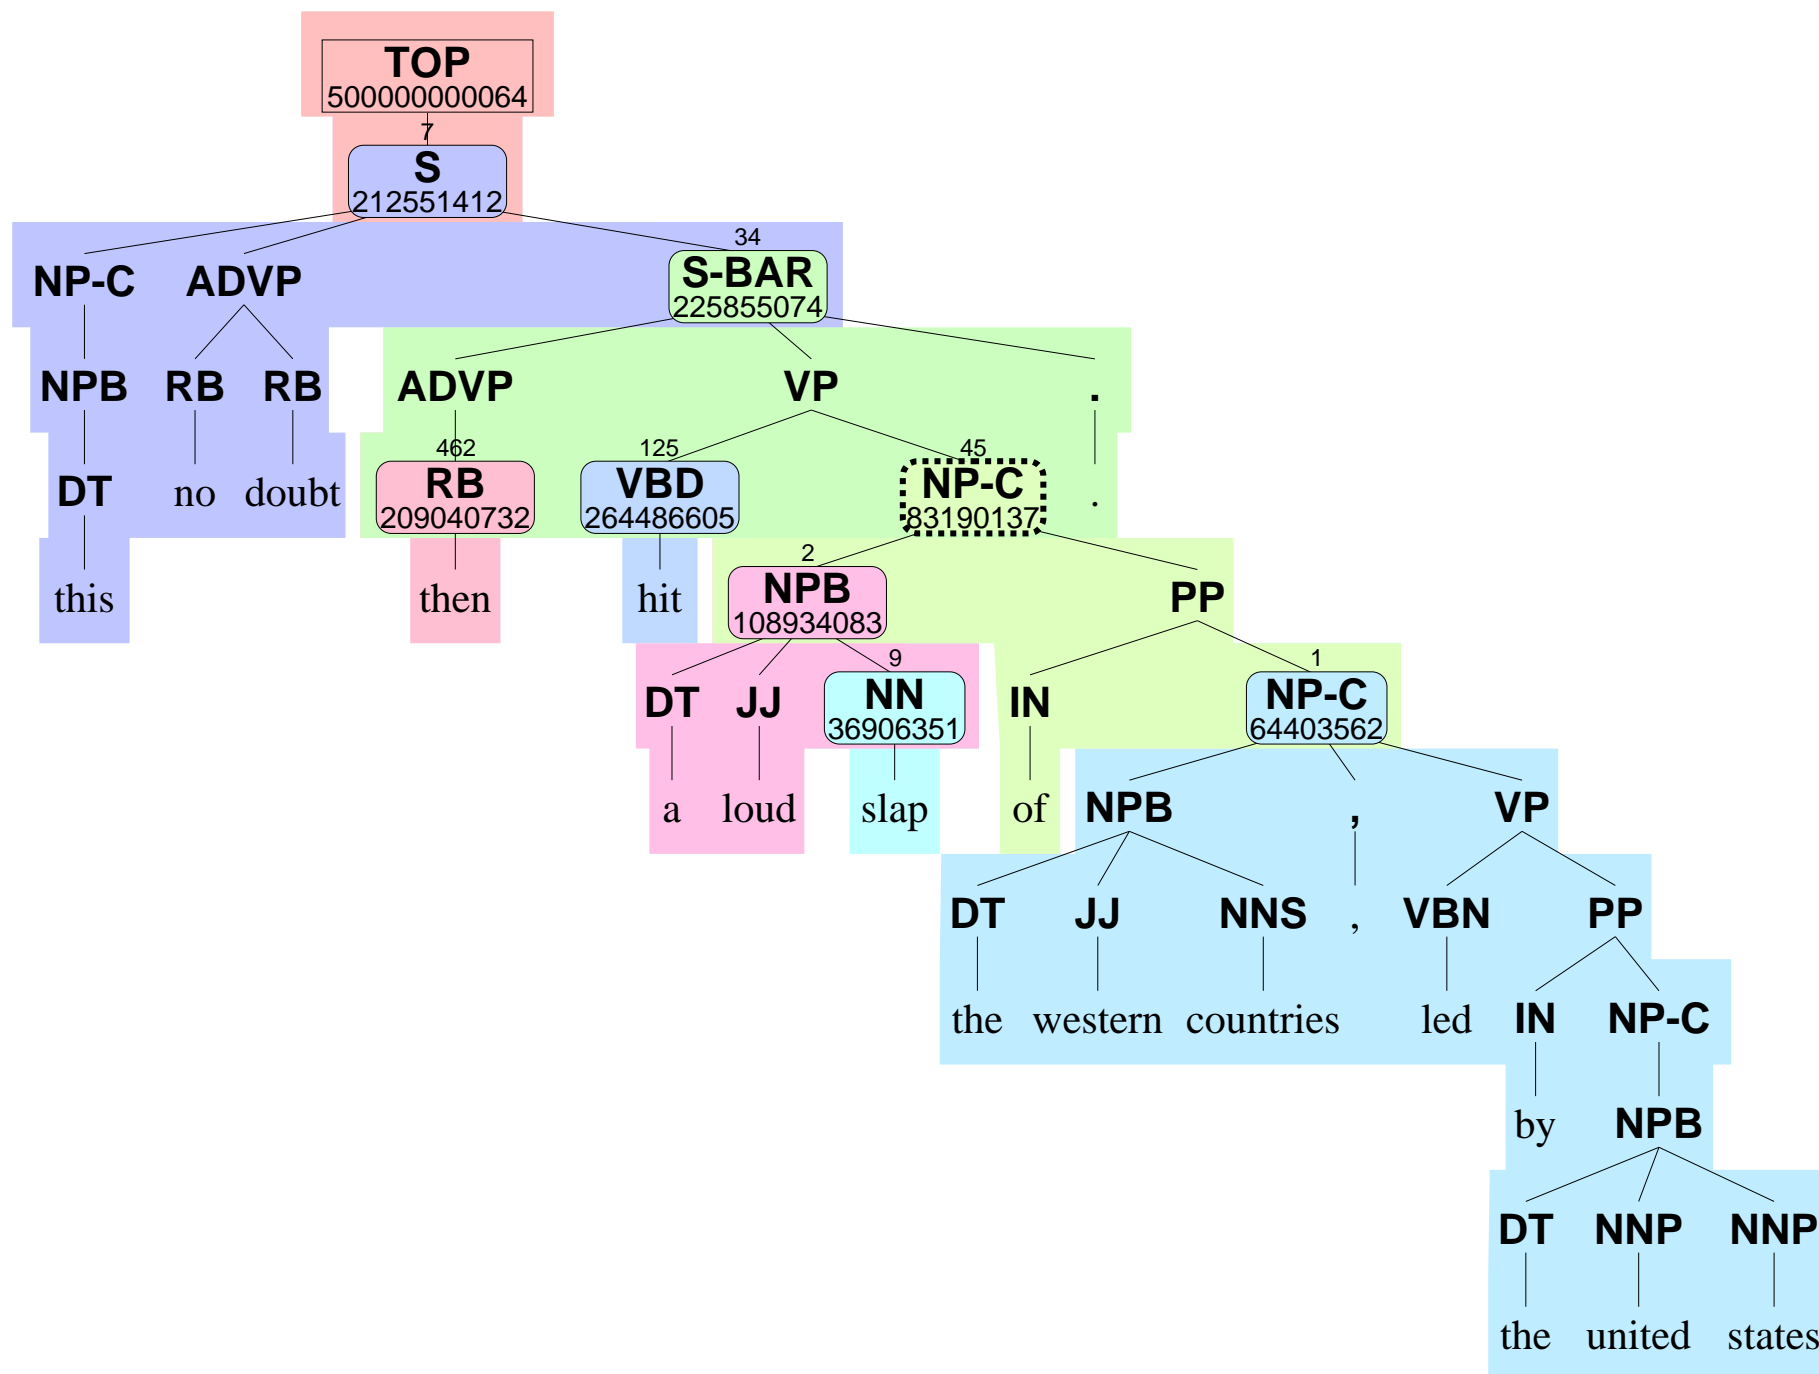 TOP
500000000064
7
S
212551412
34
NP-C ADVP S-BAR
225855074
NPB RB RB ADVP VP .
462 125 45
DT no doubt RB VBD NP-C .
209040732 264486605 83190137
2
this then hit NPB PP
108934083
9 1
DT JJ NN IN NP-C
36906351 64403562
a loud slap of NPB , VP
DT JJ NNS , VBN PP
the western countries led IN NP-C
by NPB
DT NNP NNP
the united states